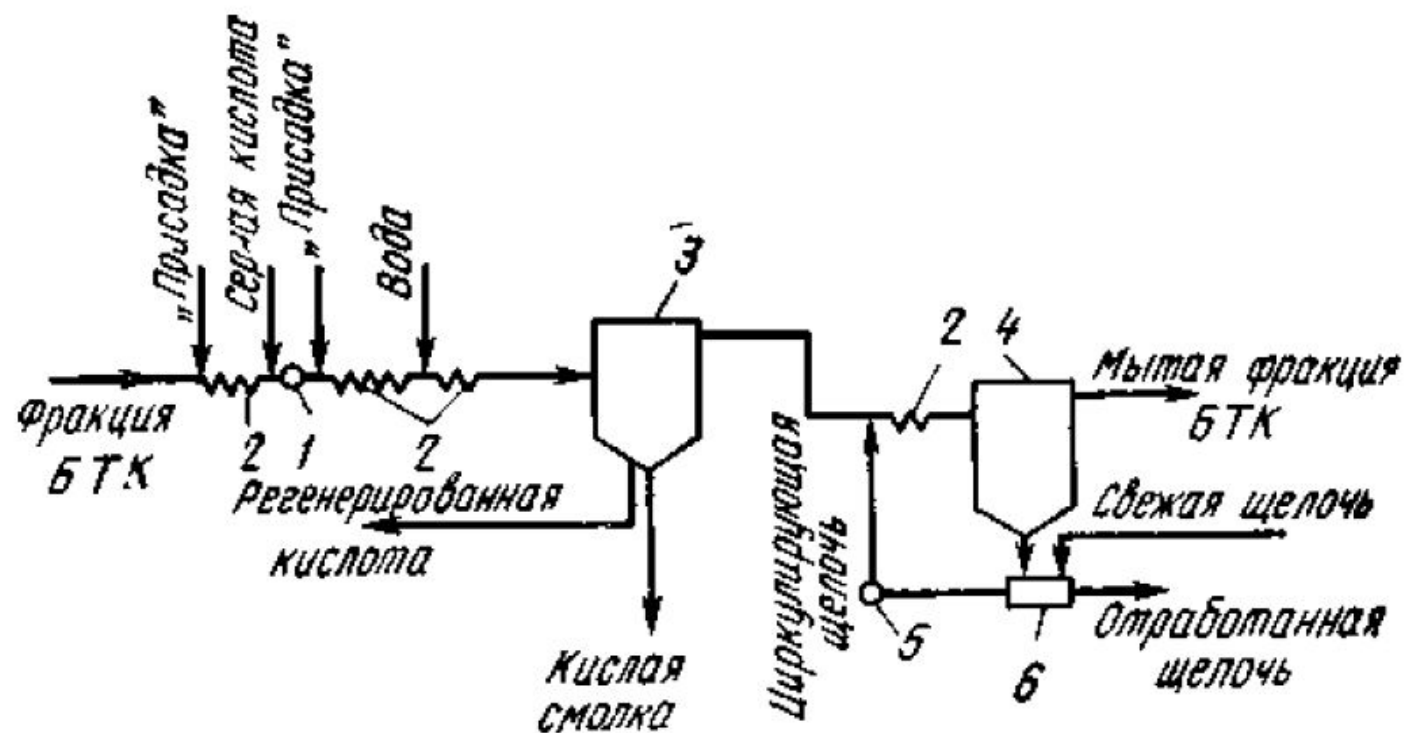 „Присадка"
Серная кислота
„Присадка"
Вода
3
2
4
Фракция
БТК
2
1
2
Мытая фракция
БТК
Регенерированная
кислота
Циркулирующая
щелочь
Свежая щелочь
5
6
Отработанная
щелочь
Кислая
смолка